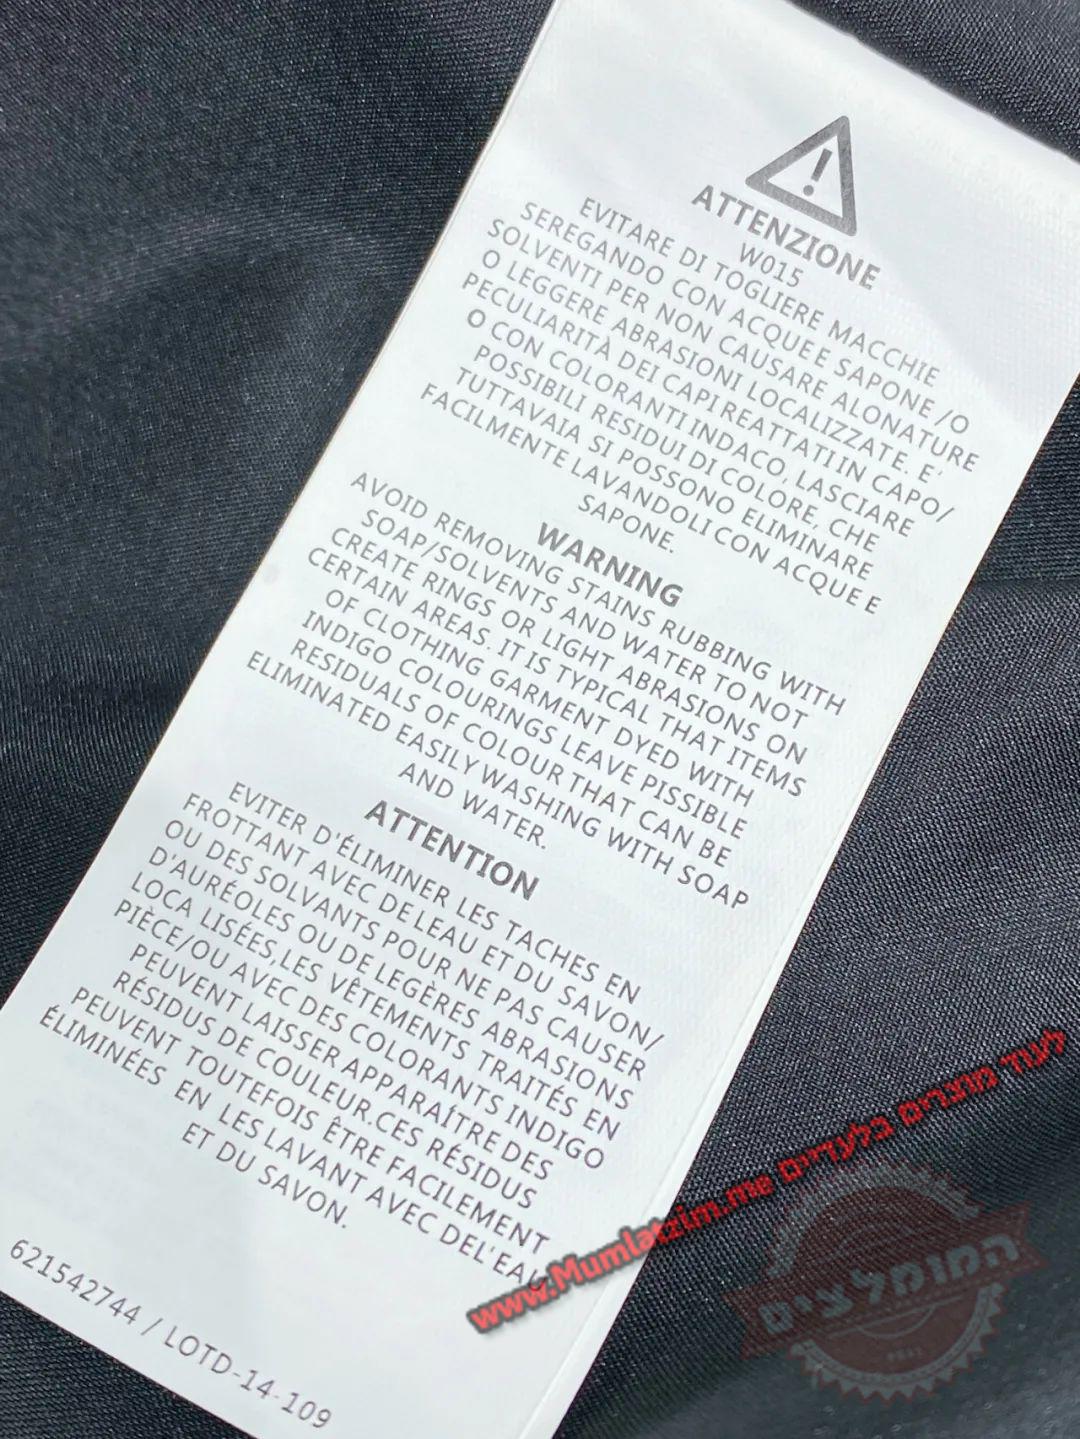 ATTENZIONE
W015
EVITARE DI TOGLIERE MACCHIE
SEREGANDO CON ACQUE E SAPONE /O
SOLVENTI PER NON CAUSARE ALONATURE
O LEGGERE ABRASIONI LOCALIZZATE. E'
PECULIARITÀ DEI CAPI REATTATI IN CAPO/
O CON COLORANTI INDACO, LASCIARE
POSSIBILI RESIDUI DI COLORE, CHE
TUTTAVAIA SI POSSONO ELIMINARE
FACILMENTE LAVANDOLI CON ACQUE E
SAPONE.
WARNING
AVOID REMOVING STAINS RUBBING WITH
SOAP/SOLVENTS AND WATER TO NOT
CREATE RINGS OR LIGHT ABRASIONS ON
CERTAIN AREAS. IT IS TYPICAL THAT ITEMS
OF CLOTHING GARMENT DYED WITH
INDIGO COLOURINGS LEAVE PISSIBLE
RESIDUALS OF COLOUR THAT CAN BE
ELIMINATED EASILY WASHING WITH SOAP
AND WATER.
ATTENTION
EVITER D'ÉLIMINER LES TACHES EN
FROTTANT AVEC DE LEAU ET DU SAVON/
OU DES SOLVANTS POUR NE PAS CAUSER
D'AURÉOLES OU DE LEGÈRES ABRASIONS
LOCA LISÉES, LES VÊTEMENTS TRAITÉS EN
PIÈCE/OU AVEC DES COLORANTS INDIGO
PEUVENT LAISSER APPARAÍTRE DES
RÉSIDUS DE COULEUR.CES RÉSIDUS
PEUVENT TOUTEFOIS ÊTRE FACILEMENT
ÉLIMINÉES EN LES LAVANT AVEC DEL'EAU
ET DU SAVON.
621542744 / LOTD-14-109
לעוד מוצרים בלעדיים www.Mumlatzim.me
המומלצים